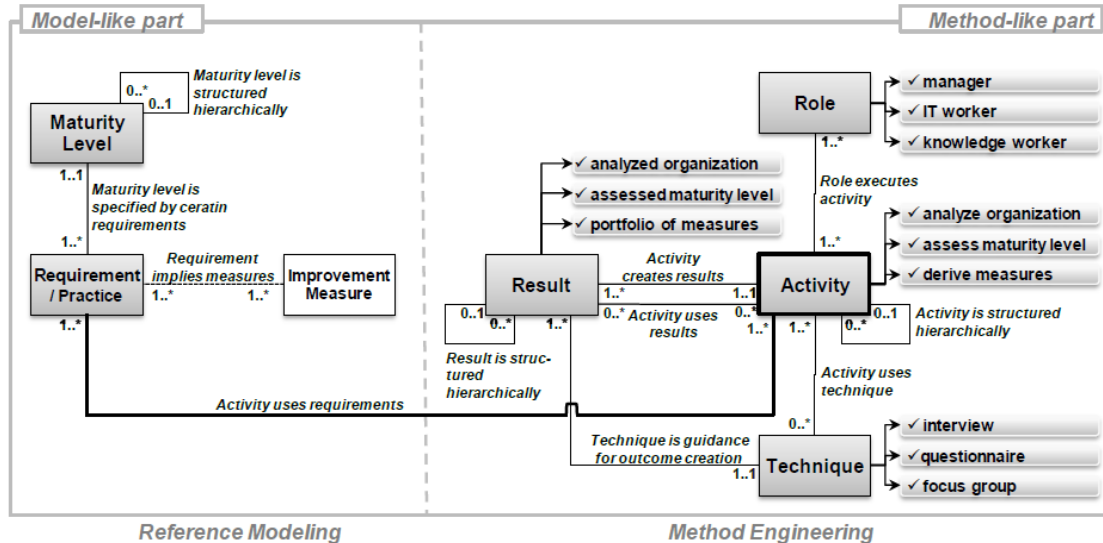 Model-like part
Method-like part
Maturity level is
structured
hierarchically
0..*
0..1
Maturity
Level
1..1
Maturity level is
specified by ceratin
requirements
1..*
Requirement
/ Practice
1..*
Requirement
implies measures
1..*
1..*
Improvement
Measure
Role
✓ manager
✓ IT worker
✓ knowledge worker
1..*
Role executes
activity
1..*
✓ analyzed organization
✓ assessed maturity level
✓ portfolio of measures
✓ analyze organization
✓ assess maturity level
✓ derive measures
Result
Activity
creates results
1..*
1..1
0..*
Activity uses
results
0..*
1..*
Activity
1..*
0..1
0..*
Activity is structured
hierarchically
0..1
0..*
1..*
Result is struc-
tured
hierarchically
Activity uses requirements
Activity uses
technique
0..*
Technique is guidance
for outcome creation
1..1
Technique
✓ interview
✓ questionnaire
✓ focus group
Reference Modeling
Method Engineering